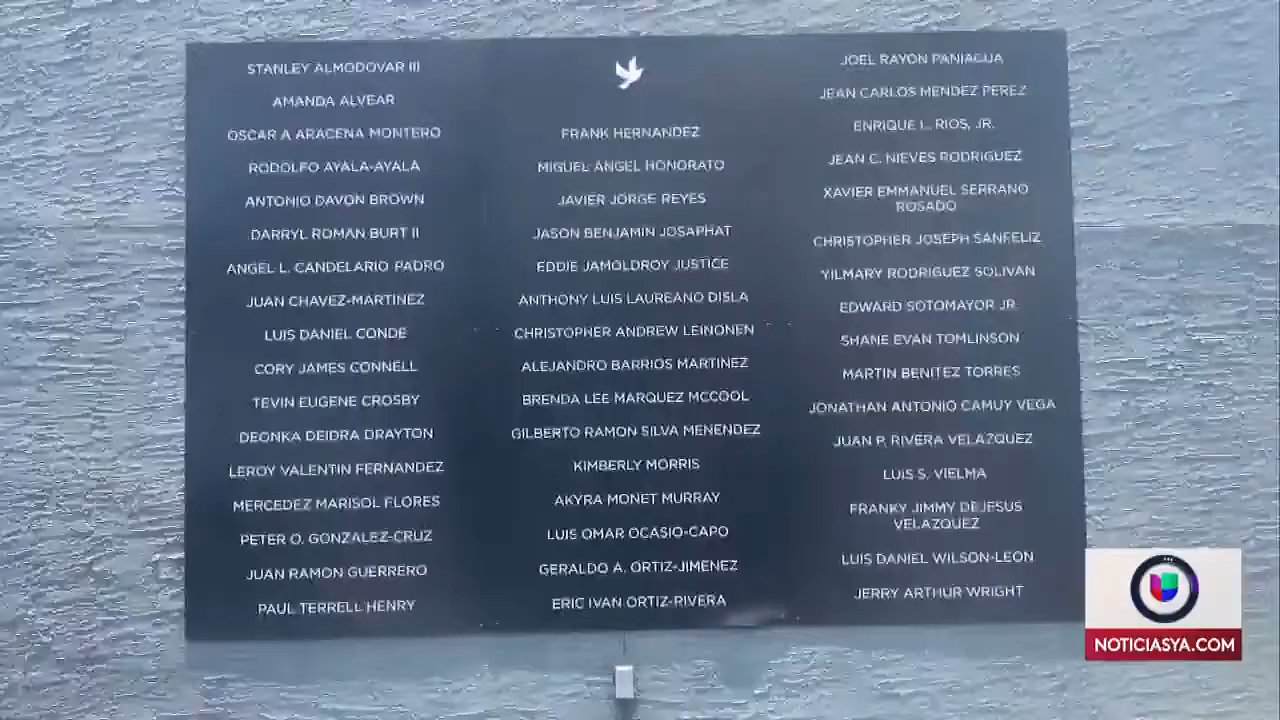 STANLEY ALMODOVAR III
AMANDA ALVEAR
OSCAR A ARACENA MONTERO
RODOLFO AYALA-AYALA
ANTONIO DAVON BROWN
DARRYL ROMAN BURT II
ANGEL L. CANDELARIO PADRO
JUAN CHAVEZ-MARTINEZ
LUIS DANIEL CONDE
CORY JAMES CONNELL
TEVIN EUGENE CROSBY
DEONKA DEIDRA DRAYTON
LEROY VALENTIN FERNANDEZ
MERCEDEZ MARISOL FLORES
PETER O. GONZALEZ-CRUZ
JUAN RAMON GUERRERO
PAUL TERRELL HENRY
FRANK HERNANDEZ
MIGUEL ANGEL HONORATO
JAVIER JORGE REYES
JASON BENJAMIN JOSAPHAT
EDDIE JAMOLDROY JUSTICE
ANTHONY LUIS LAUREANO DISLA
CHRISTOPHER ANDREW LEINONEN
ALEJANDRO BARRIOS MARTINEZ
BRENDA LEE MARQUEZ MCCOOL
GILBERTO RAMON SILVA MENENDEZ
KIMBERLY MORRIS
AKYRA MONET MURRAY
LUIS OMAR OCASIO-CAPO
GERALDO A. ORTIZ-JIMENEZ
ERIC IVAN ORTIZ-RIVERA
JOEL RAYON PANIAGUA
JEAN CARLOS MENDEZ PEREZ
ENRIQUE L. RIOS, JR.
JEAN C. NIEVES RODRIGUEZ
XAVIER EMMANUEL SERRANO
ROSADO
CHRISTOPHER JOSEPH SANFELIZ
YILMARY RODRIGUEZ SOLIVAN
EDWARD SOTOMAYOR JR.
SHANE EVAN TOMLINSON
MARTIN BENITEZ TORRES
JONATHAN ANTONIO CAMUY VEGA
JUAN P. RIVERA VELAZQUEZ
LUIS S. VIELMA
FRANKY JIMMY DEJESUS
VELAZQUEZ
LUIS DANIEL WILSON-LEON
JERRY ARTHUR WRIGHT
NOTICIASYA.COM